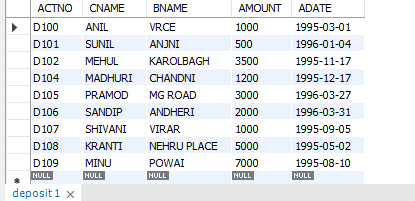 ACTNO CNAME BNAME AMOUNT ADATE
D100 ANIL VRCE 1000 1995-03-01
D101 SUNIL ANJNI 500 1996-01-04
D102 MEHUL KAROLBAGH 3500 1995-11-17
D104 MADHURI CHANDNI 1200 1995-12-17
D105 PRAMOD MG ROAD 3000 1996-03-27
D106 SANDIP ANDHERI 2000 1996-03-31
D107 SHIVANI VIRAR 1000 1995-09-05
D108 KRANTI NEHRU PLACE 5000 1995-05-02
D109 MINU POWAI 7000 1995-08-10
NULL NULL NULL NULL NULL
deposit 1